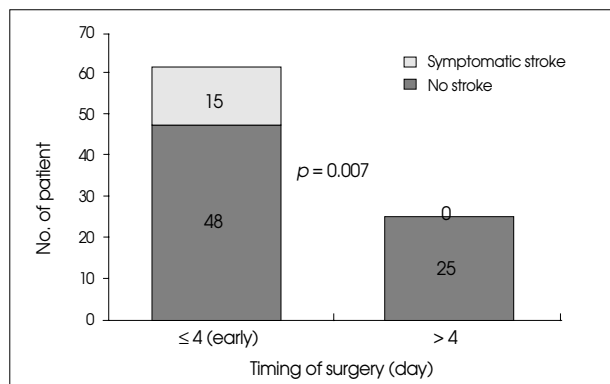 70
60
50
40
30
20
10
0
No. of patient
Symptomatic stroke
No stroke
15
48
p = 0.007
0
25
≤ 4 (early)
> 4
Timing of surgery (day)